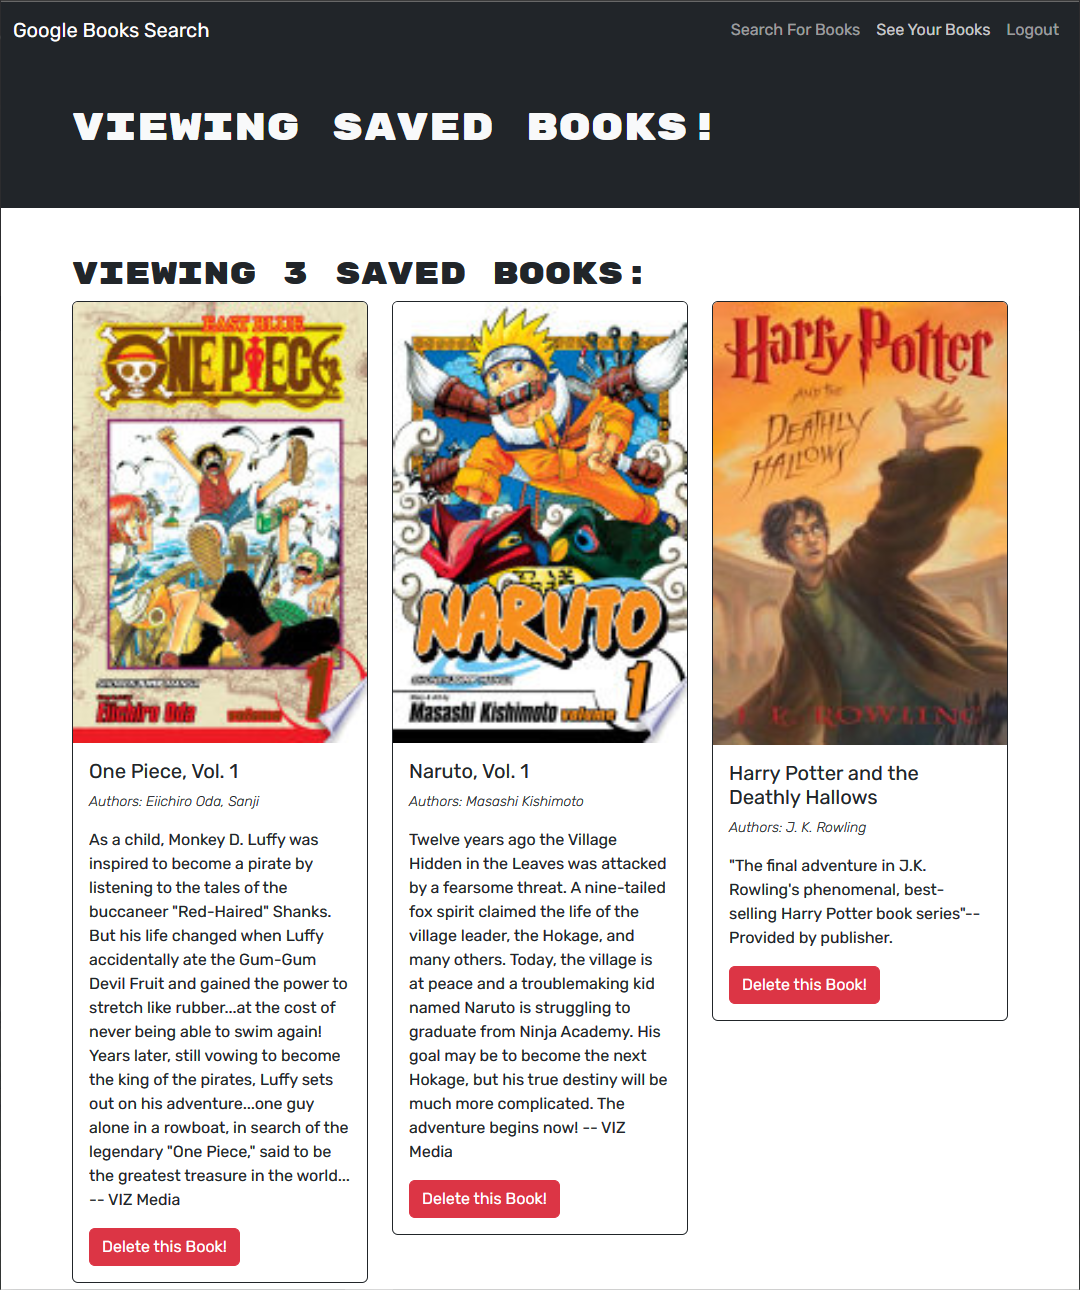 Google Books Search
Search For Books See Your Books Logout
VIEWING SAVED BOOKS!
VIEWING 3 SAVED BOOKS:
EAST BLUE
ONE PIECE
SHONEN JUMP MANGA
Eiichiro Oda
volume 1
One Piece, Vol. 1
Authors: Eiichiro Oda, Sanji
As a child, Monkey D. Luffy was
inspired to become a pirate by
listening to the tales of the
buccaneer "Red-Haired" Shanks.
But his life changed when Luffy
accidentally ate the Gum-Gum
Devil Fruit and gained the power to
stretch like rubber...at the cost of
never being able to swim again!
Years later, still vowing to become
the king of the pirates, Luffy sets
out on his adventure...one guy
alone in a rowboat, in search of the
legendary "One Piece," said to be
the greatest treasure in the world...
-- VIZ Media
Delete this Book!
NARUTO
SHONEN JUMP MANGA
Masashi Kishimoto volume 1
Naruto, Vol. 1
Authors: Masashi Kishimoto
Twelve years ago the Village
Hidden in the Leaves was attacked
by a fearsome threat. A nine-tailed
fox spirit claimed the life of the
village leader, the Hokage, and
many others. Today, the village is
at peace and a troublemaking kid
named Naruto is struggling to
graduate from Ninja Academy. His
goal may be to become the next
Hokage, but his true destiny will be
much more complicated. The
adventure begins now! -- VIZ
Media
Delete this Book!
Harry Potter
AND THE
DEATHLY
HALLOWS
J. K. ROWLING
Harry Potter and the
Deathly Hallows
Authors: J. K. Rowling
"The final adventure in J.K.
Rowling's phenomenal, best-
selling Harry Potter book series"--
Provided by publisher.
Delete this Book!